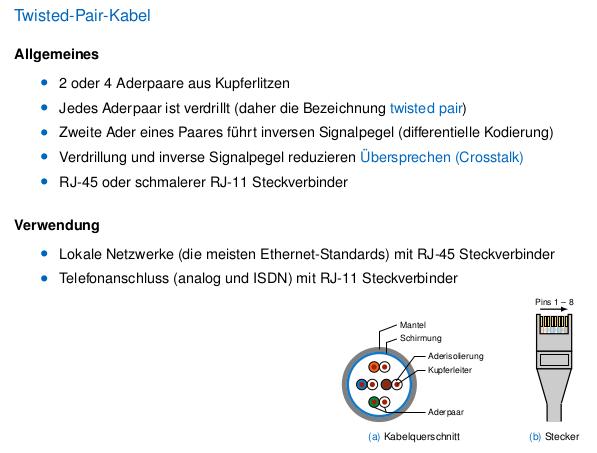 Twisted-Pair-Kabel
Allgemeines
2 oder 4 Aderpaare aus Kupferlitzen
Jedes Aderpaar ist verdrillt (daher die Bezeichnung twisted pair)
Zweite Ader eines Paares führt inversen Signalpegel (differentielle Kodierung)
Verdrillung und inverse Signalpegel reduzieren Übersprechen (Crosstalk)
RJ-45 oder schmalerer RJ-11 Steckverbinder
Verwendung
Lokale Netzwerke (die meisten Ethernet-Standards) mit RJ-45 Steckverbinder
Telefonanschluss (analog und ISDN) mit RJ-11 Steckverbinder
Pins 1 – 8
Mantel
Schirmung
Aderisolierung
Kupferleiter
Aderpaar
(a) Kabelquerschnitt
(b) Stecker